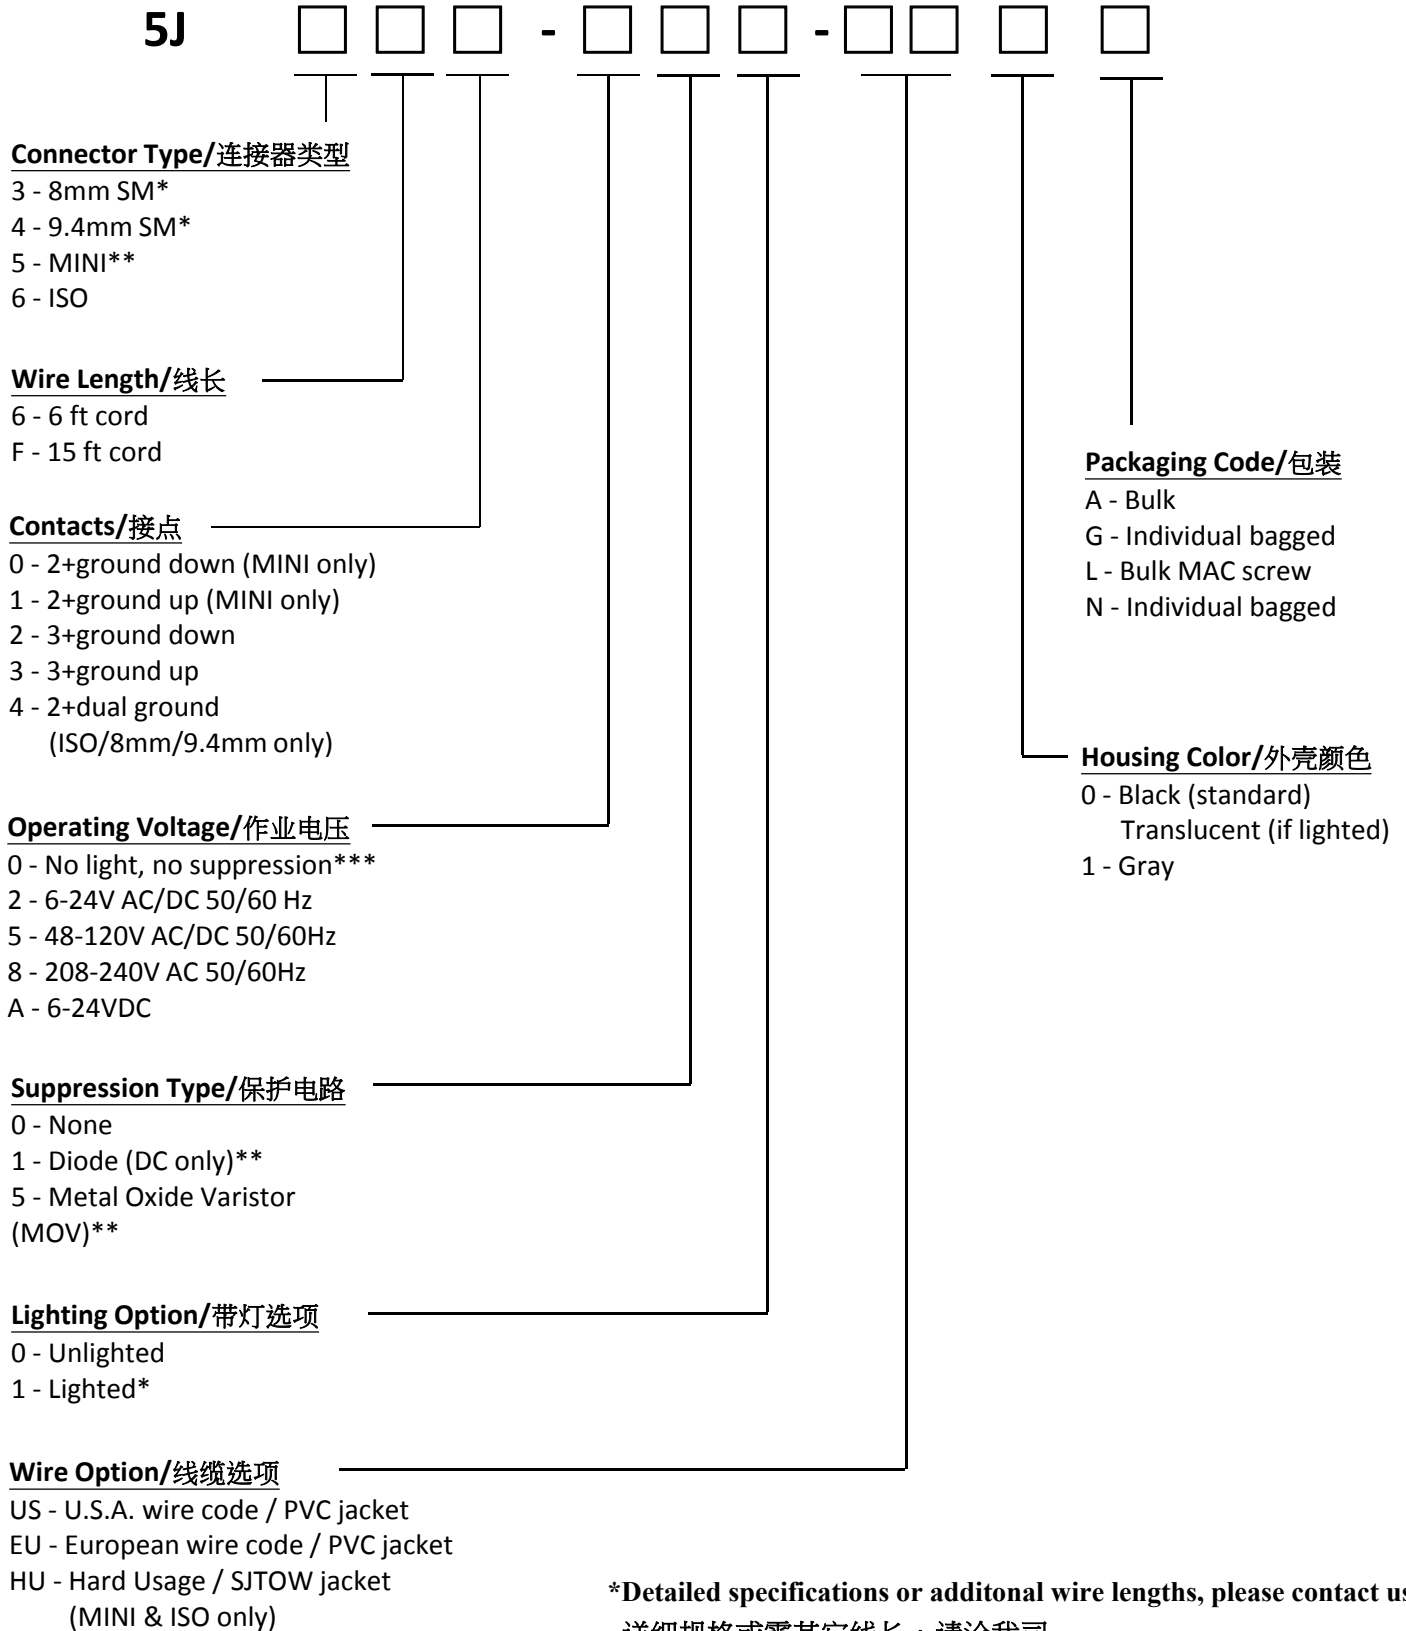 5J - -
Connector Type/连接器类型
3 - 8mm SM*
4 - 9.4mm SM*
5 - MINI**
6 - ISO
Wire Length/线长
6 - 6 ft cord
F - 15 ft cord
Contacts/接点
0 - 2+ground down (MINI only)
1 - 2+ground up (MINI only)
2 - 3+ground down
3 - 3+ground up
4 - 2+dual ground
(ISO/8mm/9.4mm only)
Operating Voltage/作业电压
0 - No light, no suppression***
2 - 6-24V AC/DC 50/60 Hz
5 - 48-120V AC/DC 50/60Hz
8 - 208-240V AC 50/60Hz
A - 6-24VDC
Suppression Type/保护电路
0 - None
1 - Diode (DC only)**
5 - Metal Oxide Varistor
(MOV)**
Lighting Option/带灯选项
0 - Unlighted
1 - Lighted*
Wire Option/线缆选项
US - U.S.A. wire code / PVC jacket
EU - European wire code / PVC jacket
HU - Hard Usage / SJTOW jacket
(MINI & ISO only)
Packaging Code/包装
A - Bulk
G - Individual bagged
L - Bulk MAC screw
N - Individual bagged
Housing Color/外壳颜色
0 - Black (standard)
Translucent (if lighted)
1 - Gray
*Detailed specifications or additonal wire lengths, please contact us